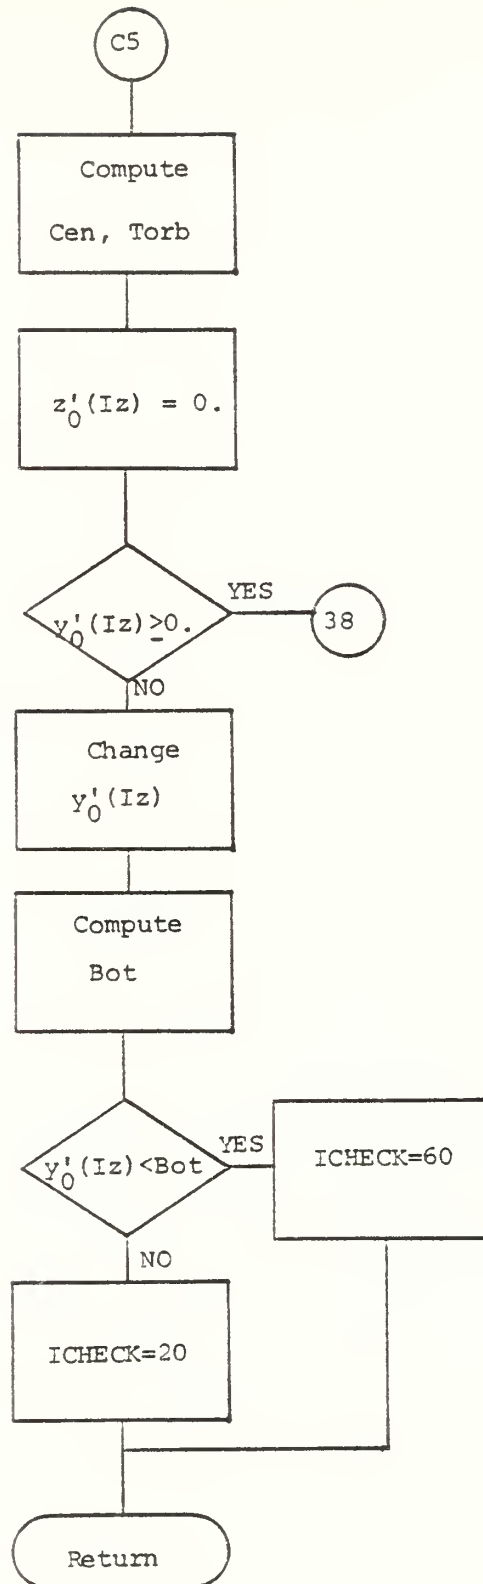 C5
Compute
Cen, Torb
z'₀(Iz) = 0.
y'₀(Iz)≥0.
YES
38
NO
Change
y'₀(Iz)
Compute
Bot
y'₀(Iz)<Bot
YES
ICHECK=60
NO
ICHECK=20
Return